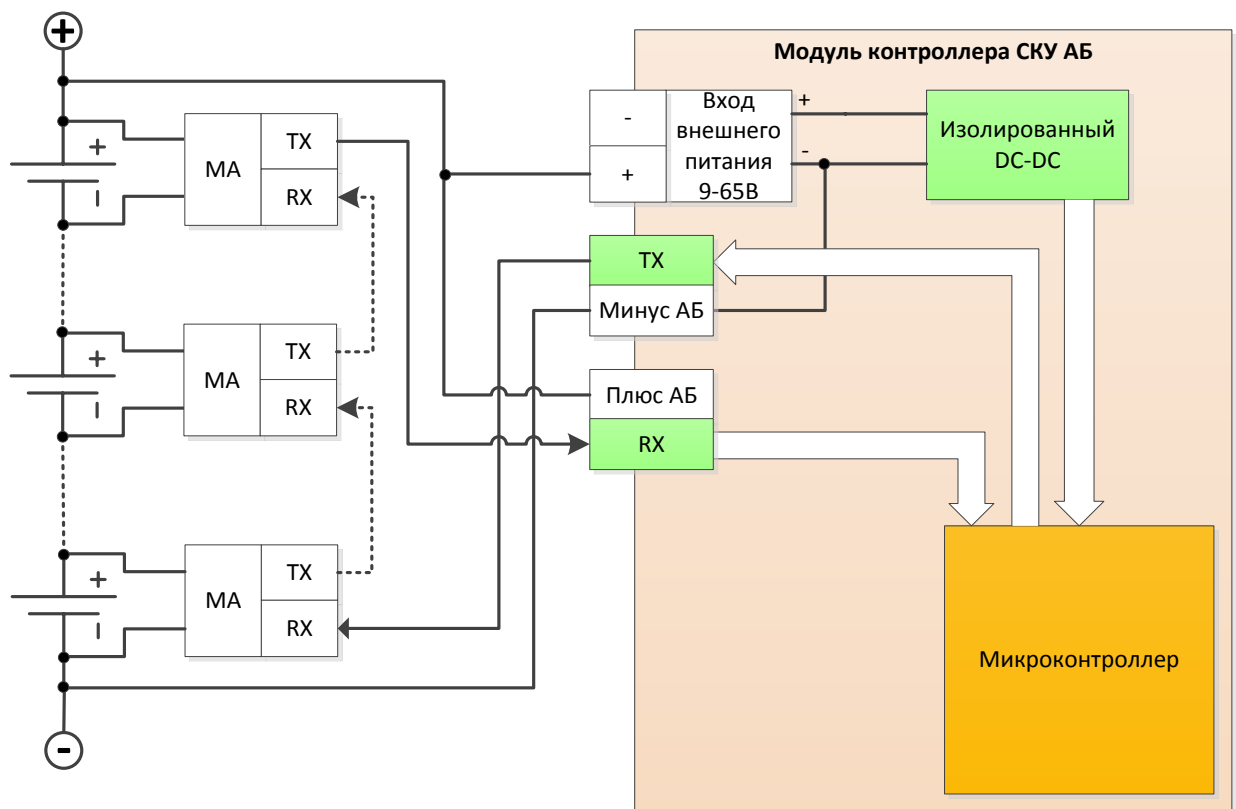 +
Модуль контроллера СКУ АБ
+
−
МА
TX
RX
-
+
Вход
внешнего
питания
9-65В
+
-
Изолированный
DC-DC
TX
Минус АБ
+
−
МА
TX
RX
Плюс АБ
RX
+
−
МА
TX
RX
Микроконтроллер
-